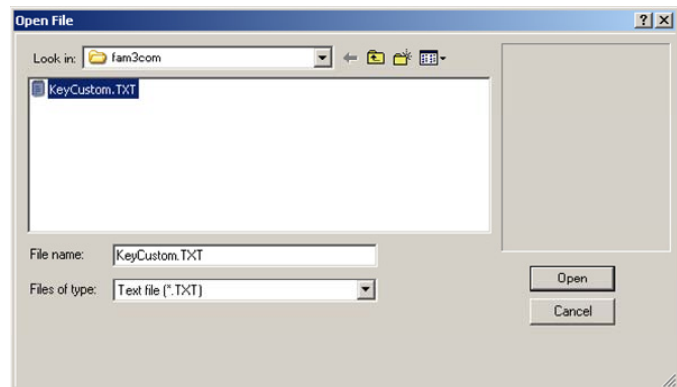 Open File
Look in: fam3com
KeyCustom.TXT
File name: KeyCustom.TXT
Files of type: Text file (*.TXT)
Open
Cancel